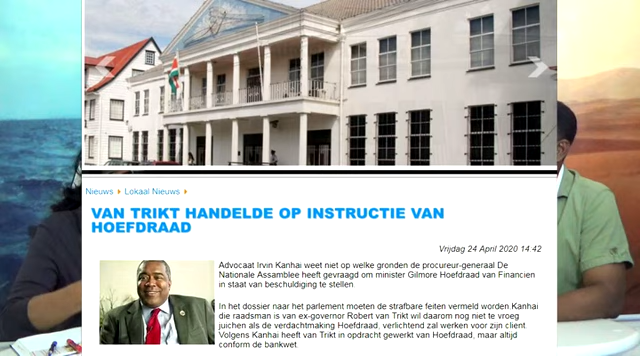 Nieuws Lokaal Nieuws
VAN TRIKT HANDELDE OP INSTRUCTIE VAN
HOEFDRAAD
Vrijdag 24 April 2020 14:42
Advocaat Irvin Kanhai weet niet op welke gronden de procureur-generaal De
Nationale Assamblee heeft gevraagd om minister Gilmore Hoefdraad van Financien
in staat van beschuldiging te stellen.
In het dossier naar het parlement moeten de strafbare feiten vermeld worden Kanhai
die raadsman is van ex-governor Robert van Trikt wil daarom nog niet te vroeg
juichen als de verdachtmaking Hoefdraad, verlichtend zal werken voor zijn client.
Volgens Kanhai heeft van Trikt in opdracht gewerkt van Hoefdraad, maar altijd
conform de bankwet.